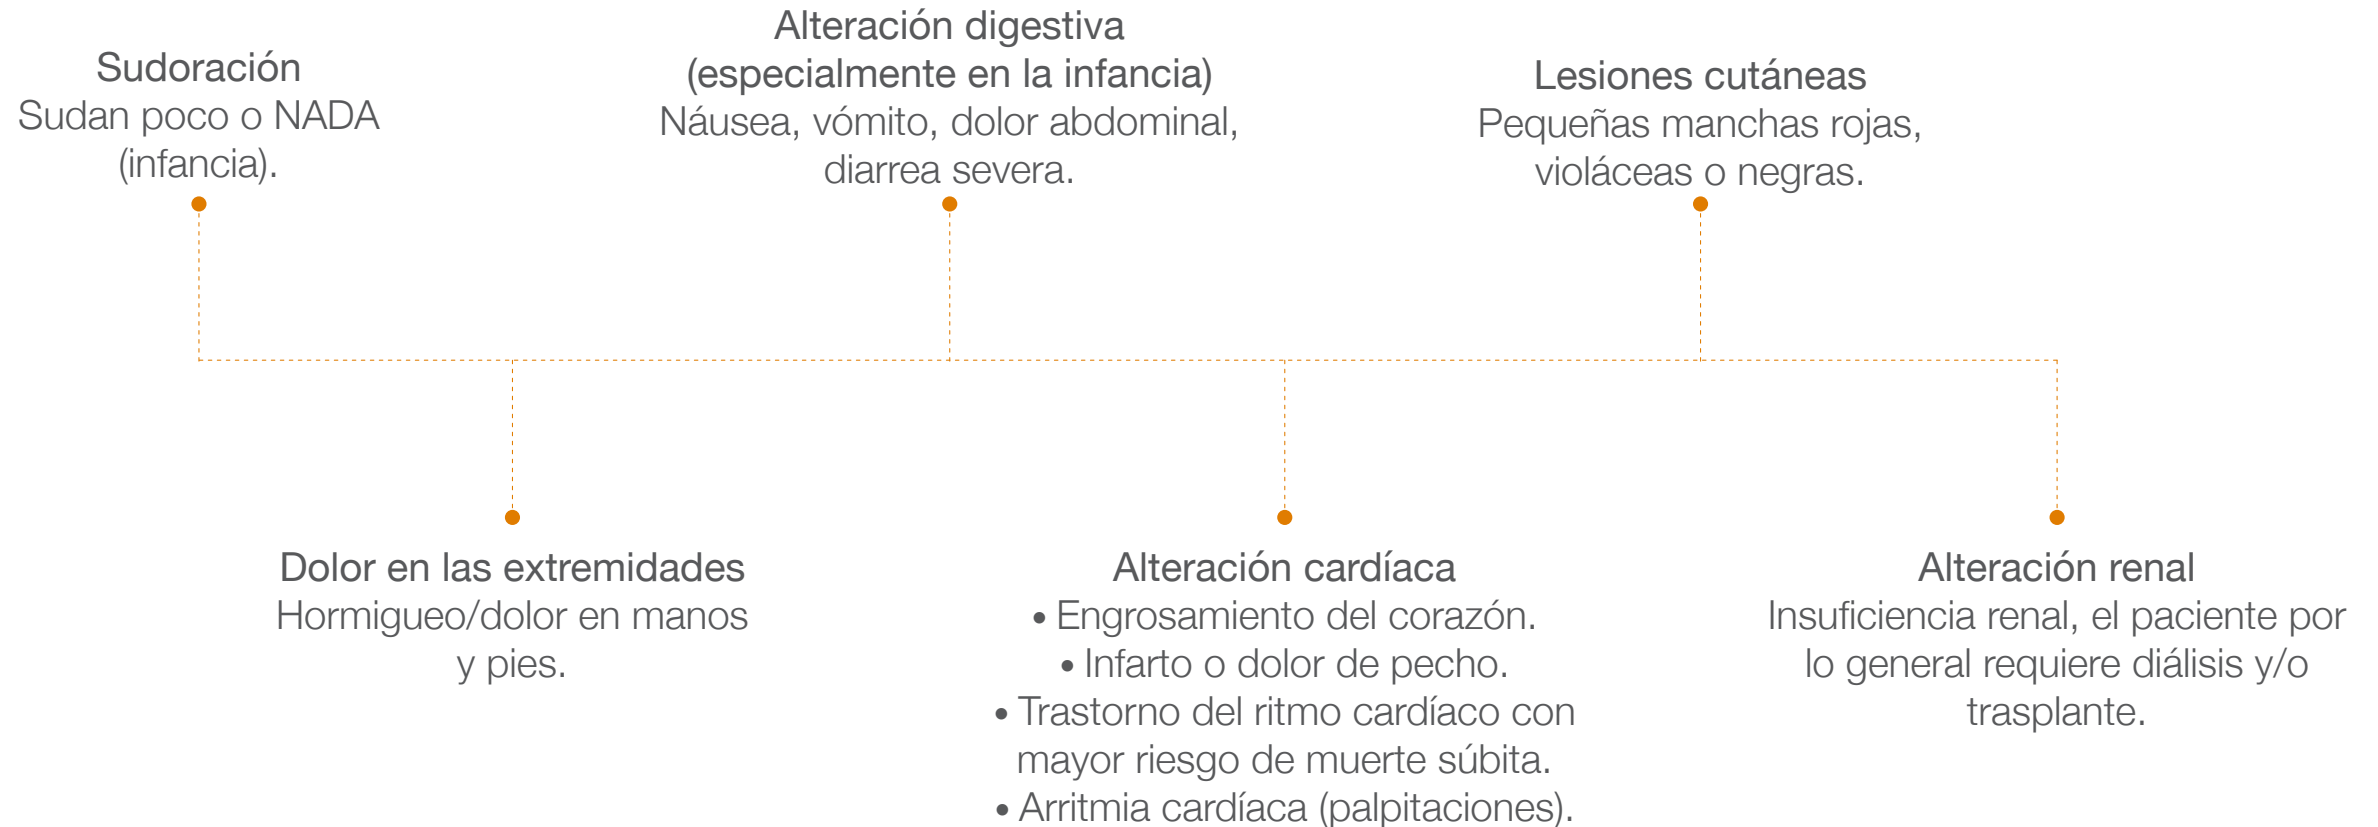 Sudoración
Sudan poco o NADA
(infancia).
Alteración digestiva
(especialmente en la infancia)
Náusea, vómito, dolor abdominal,
diarrea severa.
Lesiones cutáneas
Pequeñas manchas rojas,
violáceas o negras.
Dolor en las extremidades
Hormigueo/dolor en manos
y pies.
Alteración cardíaca
• Engrosamiento del corazón.
• Infarto o dolor de pecho.
• Trastorno del ritmo cardíaco con
mayor riesgo de muerte súbita.
• Arritmia cardíaca (palpitaciones).
Alteración renal
Insuficiencia renal, el paciente por
lo general requiere diálisis y/o
trasplante.